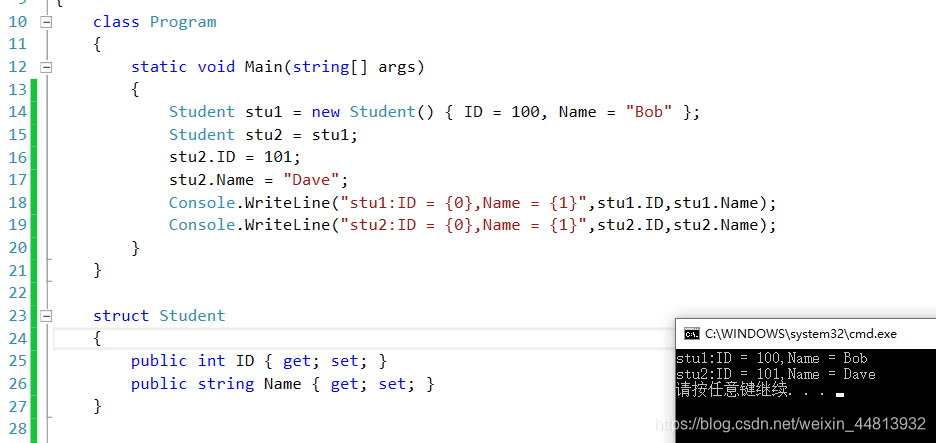 9 {
10 class Program
11 {
12 static void Main(string[] args)
13 {
14 Student stu1 = new Student() { ID = 100, Name = "Bob" };
15 Student stu2 = stu1;
16 stu2.ID = 101;
17 stu2.Name = "Dave";
18 Console.WriteLine("stu1:ID = {0},Name = {1}",stu1.ID,stu1.Name);
19 Console.WriteLine("stu2:ID = {0},Name = {1}",stu2.ID,stu2.Name);
20 }
21 }
22
23 struct Student
24 {
25 public int ID { get; set; }
26 public string Name { get; set; }
27 }
28
C:\WINDOWS\system32\cmd.exe
stu1:ID = 100,Name = Bob
stu2:ID = 101,Name = Dave
请按任意键继续. . .
https://blog.csdn.net/weixin_44813932